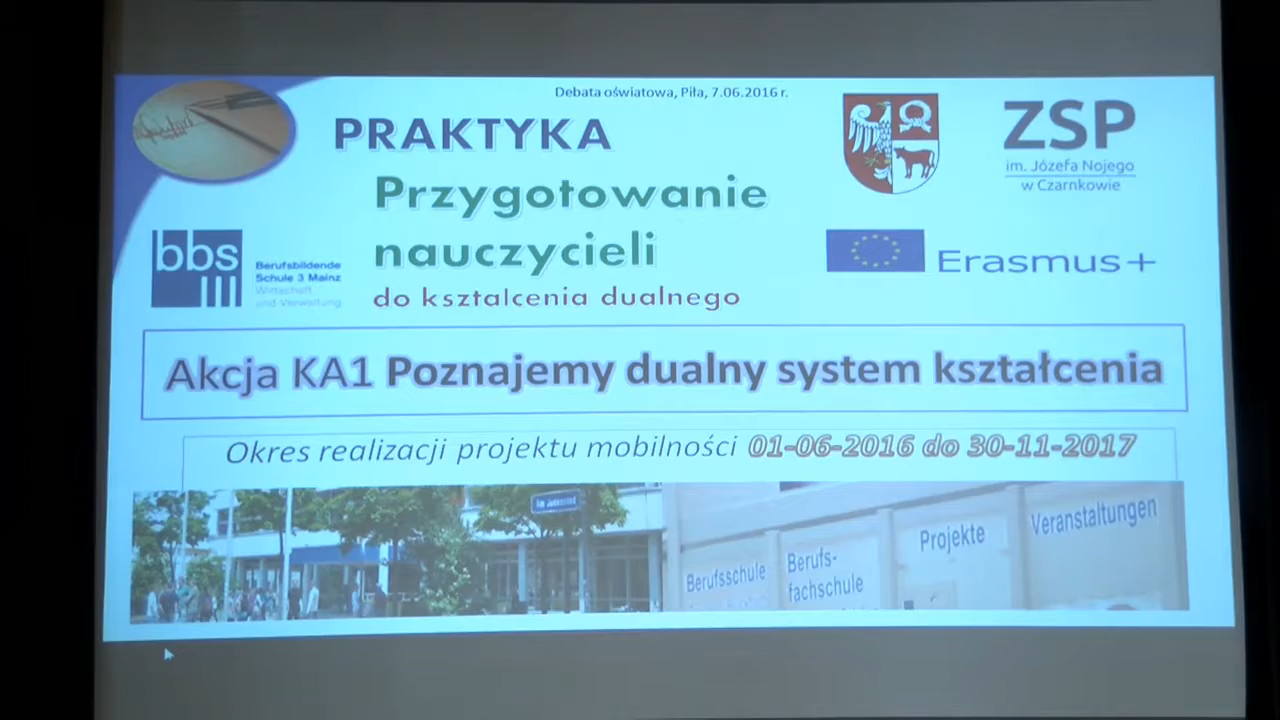 Debata oświatowa, Piła, 7.06.2016 r.
PRAKTYKA
Przygotowanie
nauczycieli
do kształcenia dualnego
ZSP
im. Józefa Nojego
w Czarnkowie
bbs
Berufsbildende
Schule 3 Mainz
Wirtschaft
und Verwaltung
Erasmus+
Akcja KA1 Poznajemy dualny system kształcenia
Okres realizacji projektu mobilności 01-06-2016 do 30-11-2017
Berufsschule
Berufs-
fachschule
Projekte
Veranstaltungen